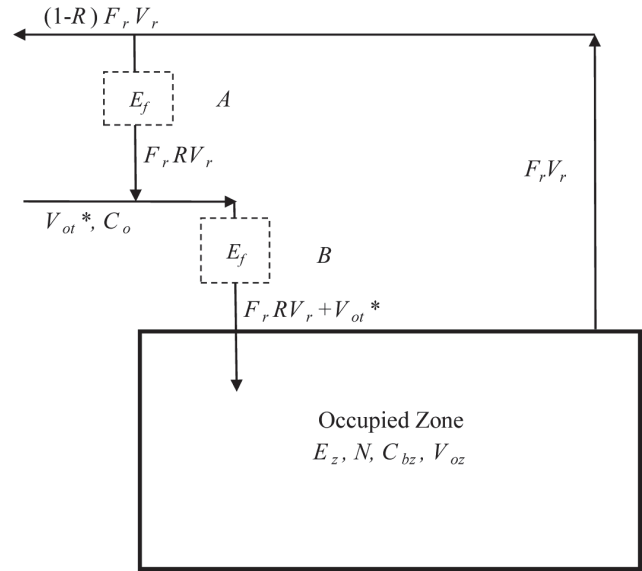 (1-R) F_r V_r
E_f
A
F_r R V_r
F_r V_r
V_ot*, C_o
E_f
B
F_r R V_r + V_ot*
Occupied Zone
E_z, N, C_bz, V_oz